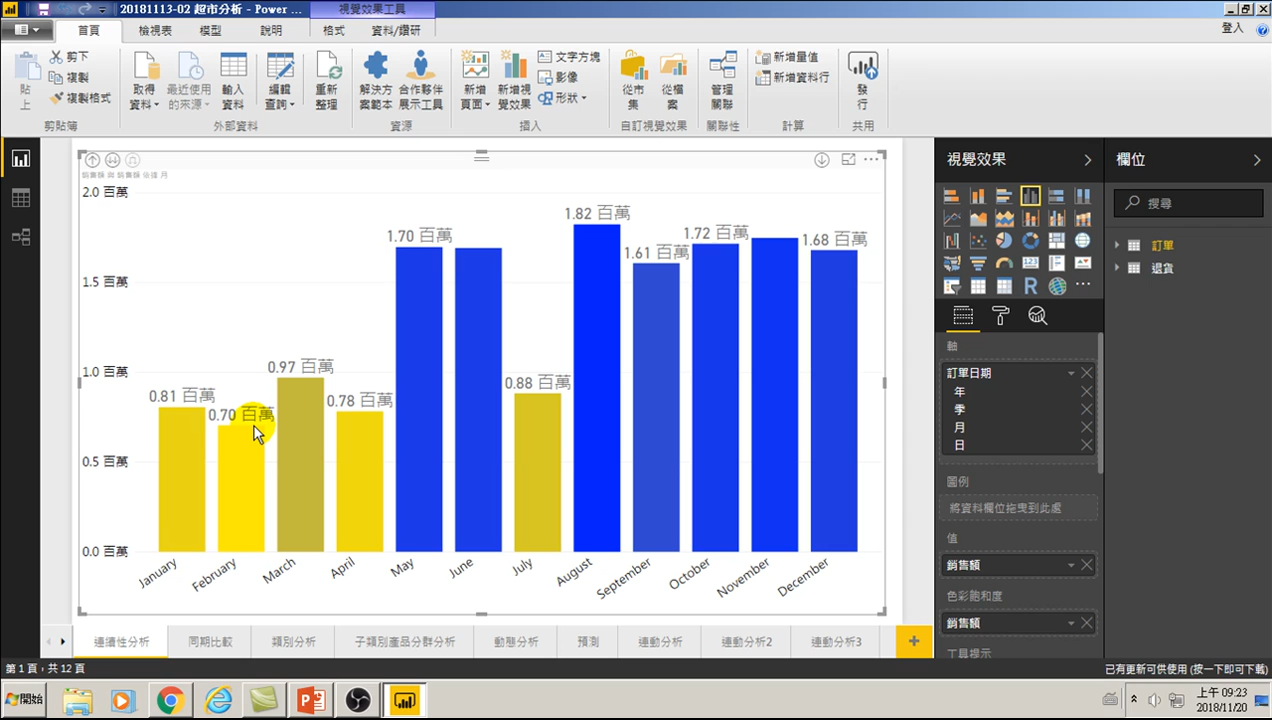 20181113-02 超市分析 - Power ...
視覺效果工具
首頁 檢視表 模型 說明 格式 資料/鑽研
登入
貼上
剪下
複製
複製格式
取得資料
最近使用的來源
輸入資料
編輯查詢
重新整理
解決方案範本
合作夥伴展示工具
新增頁面
新增視覺效果
文字方塊
影像
形狀
從市集
從檔案
管理關聯
新增量值
新增資料行
發行
剪貼簿 外部資料 資源 插入 自訂視覺效果 關聯性 計算 共用
銷售額 與 銷售額 依據 月
2.0 百萬
1.5 百萬
1.0 百萬
0.5 百萬
0.0 百萬
0.81 百萬
0.70 百萬
0.97 百萬
0.78 百萬
1.70 百萬
0.88 百萬
1.82 百萬
1.61 百萬
1.72 百萬
1.68 百萬
January February March April May June July August September October November December
視覺效果
R
123
軸
訂單日期
年
季
月
日
圖例
將資料欄位拖曳到此處
值
銷售額
色彩飽和度
銷售額
工具提示
欄位
搜尋
訂單
退貨
連續性分析 同期比較 類別分析 子類別產品分群分析 動態分析 預測 連動分析 連動分析2 連動分析3
第 1 頁，共 12 頁
已有更新可供使用 (按一下即可下載)
開始
上午 09:23
2018/11/20